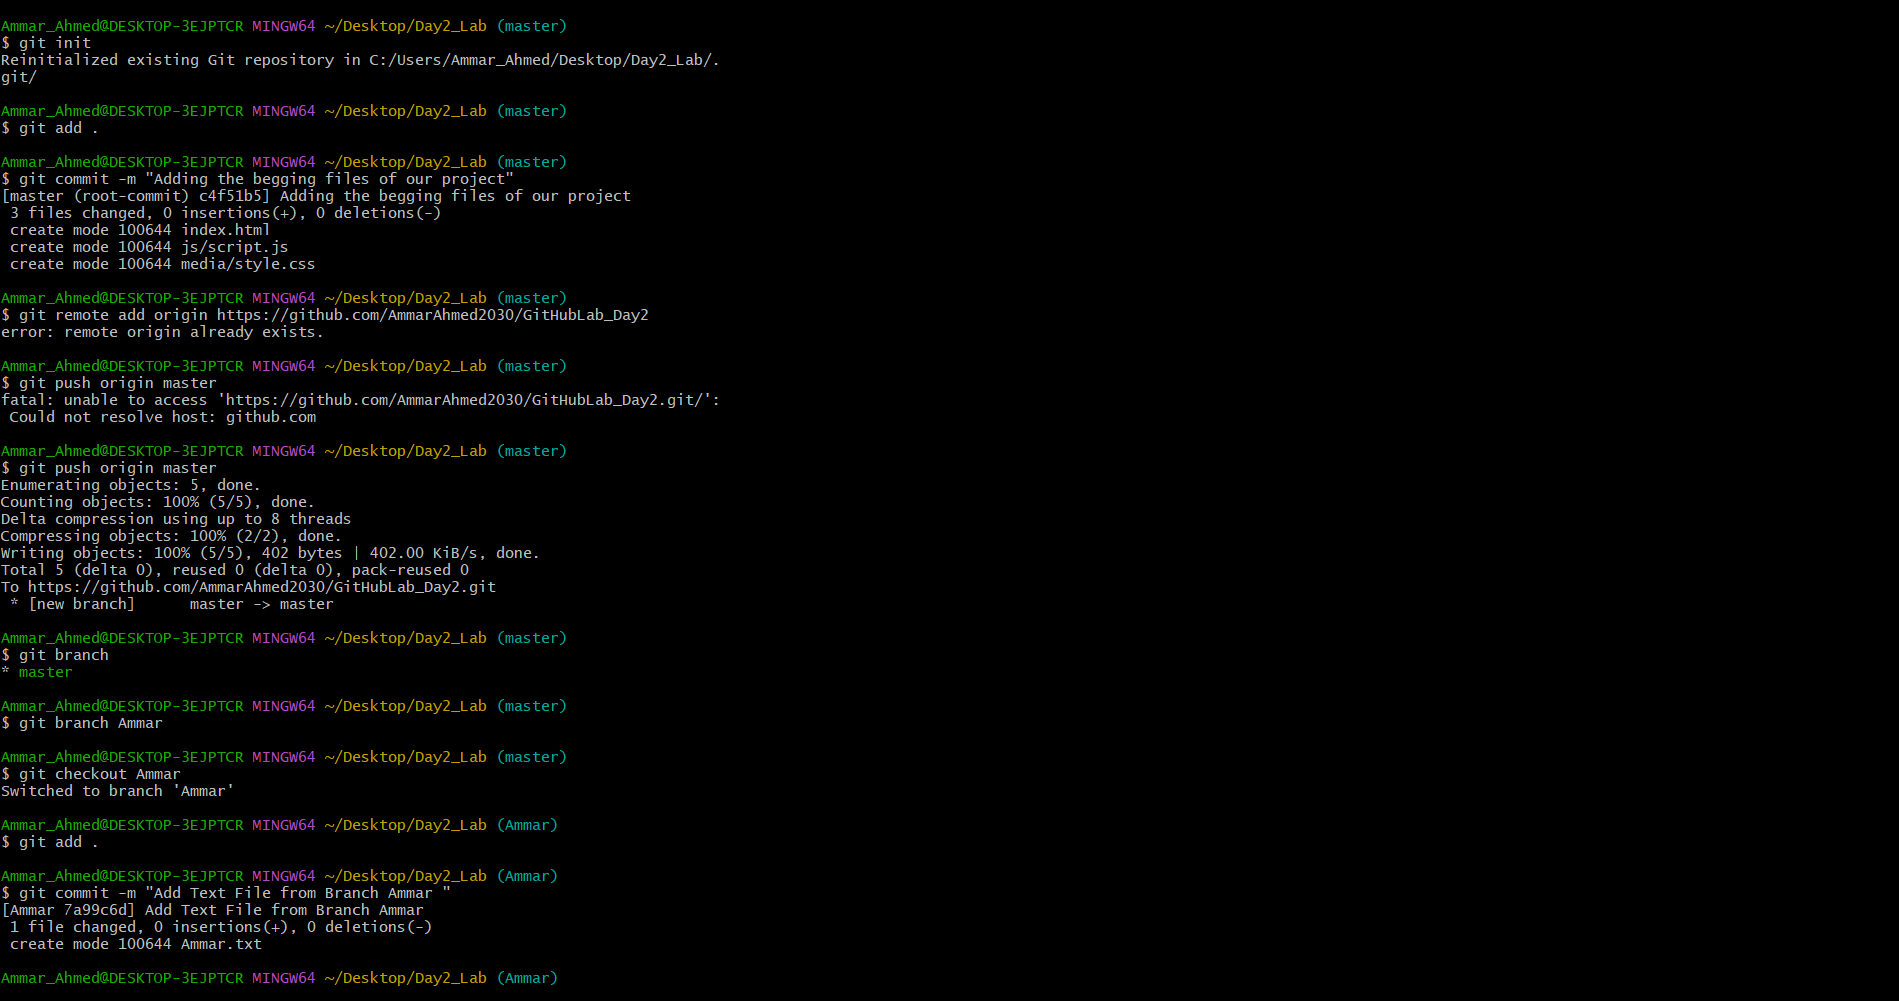 Ammar_Ahmed@DESKTOP-3EJPTCR MINGW64 ~/Desktop/Day2_Lab (master)
$ git init
Reinitialized existing Git repository in C:/Users/Ammar_Ahmed/Desktop/Day2_Lab/.
git/

Ammar_Ahmed@DESKTOP-3EJPTCR MINGW64 ~/Desktop/Day2_Lab (master)
$ git add .

Ammar_Ahmed@DESKTOP-3EJPTCR MINGW64 ~/Desktop/Day2_Lab (master)
$ git commit -m "Adding the begging files of our project"
[master (root-commit) c4f51b5] Adding the begging files of our project
 3 files changed, 0 insertions(+), 0 deletions(-)
 create mode 100644 index.html
 create mode 100644 js/script.js
 create mode 100644 media/style.css

Ammar_Ahmed@DESKTOP-3EJPTCR MINGW64 ~/Desktop/Day2_Lab (master)
$ git remote add origin https://github.com/AmmarAhmed2030/GitHubLab_Day2
error: remote origin already exists.

Ammar_Ahmed@DESKTOP-3EJPTCR MINGW64 ~/Desktop/Day2_Lab (master)
$ git push origin master
fatal: unable to access 'https://github.com/AmmarAhmed2030/GitHubLab_Day2.git/':
 Could not resolve host: github.com

Ammar_Ahmed@DESKTOP-3EJPTCR MINGW64 ~/Desktop/Day2_Lab (master)
$ git push origin master
Enumerating objects: 5, done.
Counting objects: 100% (5/5), done.
Delta compression using up to 8 threads
Compressing objects: 100% (2/2), done.
Writing objects: 100% (5/5), 402 bytes | 402.00 KiB/s, done.
Total 5 (delta 0), reused 0 (delta 0), pack-reused 0
To https://github.com/AmmarAhmed2030/GitHubLab_Day2.git
 * [new branch]      master -> master

Ammar_Ahmed@DESKTOP-3EJPTCR MINGW64 ~/Desktop/Day2_Lab (master)
$ git branch
* master

Ammar_Ahmed@DESKTOP-3EJPTCR MINGW64 ~/Desktop/Day2_Lab (master)
$ git branch Ammar

Ammar_Ahmed@DESKTOP-3EJPTCR MINGW64 ~/Desktop/Day2_Lab (master)
$ git checkout Ammar
Switched to branch 'Ammar'

Ammar_Ahmed@DESKTOP-3EJPTCR MINGW64 ~/Desktop/Day2_Lab (Ammar)
$ git add .

Ammar_Ahmed@DESKTOP-3EJPTCR MINGW64 ~/Desktop/Day2_Lab (Ammar)
$ git commit -m "Add Text File from Branch Ammar "
[Ammar 7a99c6d] Add Text File from Branch Ammar
 1 file changed, 0 insertions(+), 0 deletions(-)
 create mode 100644 Ammar.txt

Ammar_Ahmed@DESKTOP-3EJPTCR MINGW64 ~/Desktop/Day2_Lab (Ammar)